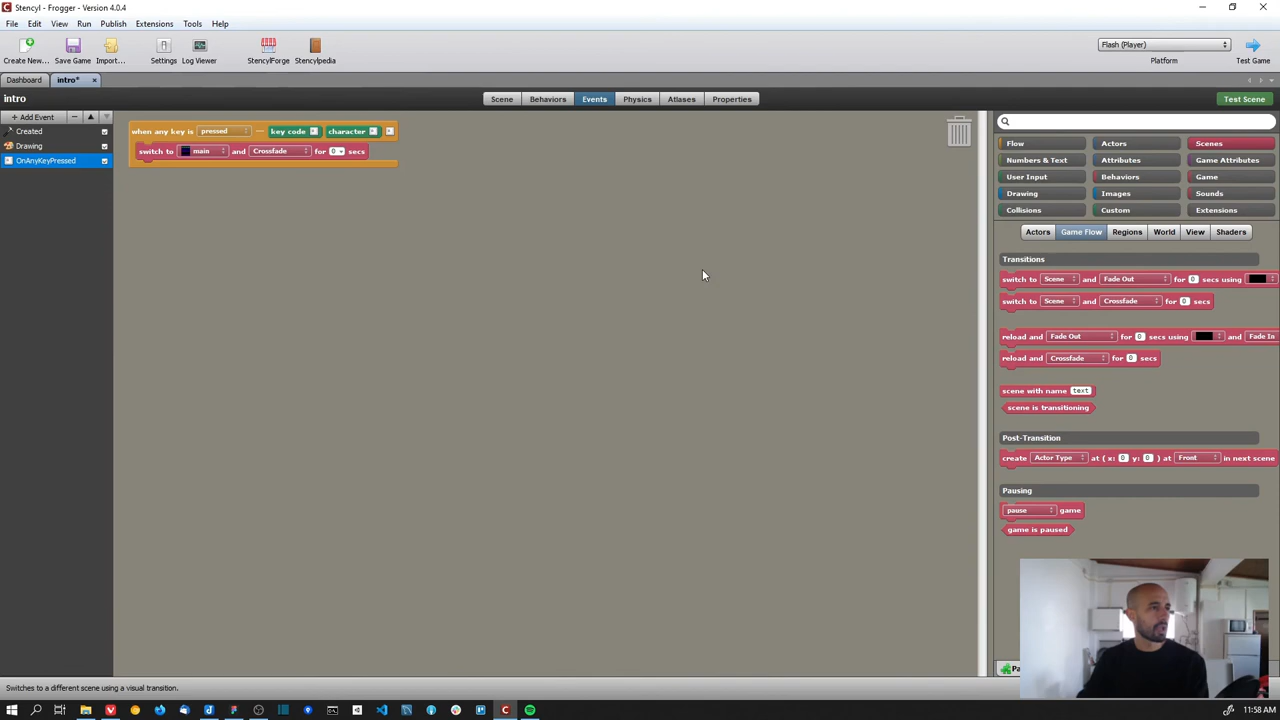 Stencyl - Frogger - Version 4.0.4
File Edit View Run Publish Extensions Tools Help
Create New... Save Game Import... Settings Log Viewer StencylForge Stencylpedia
Flash (Player)
Platform Test Game
Dashboard intro*
intro
Scene Behaviors Events Physics Atlases Properties
Test Scene
+ Add Event
Created
Drawing
OnAnyKeyPressed
when any key is pressed key code character
switch to main and Crossfade for 0 secs
Flow Actors Scenes
Numbers & Text Attributes Game Attributes
User Input Behaviors Game
Drawing Images Sounds
Collisions Custom Extensions
Actors Game Flow Regions World View Shaders
Transitions
switch to Scene and Fade Out for 0 secs using
switch to Scene and Crossfade for 0 secs
reload and Fade Out for 0 secs using and Fade In
reload and Crossfade for 0 secs
scene with name text
scene is transitioning
Post-Transition
create Actor Type at ( x: 0 y: 0 ) at Front in next scene
Pausing
pause game
game is paused
Pa
Switches to a different scene using a visual transition.
11:58 AM